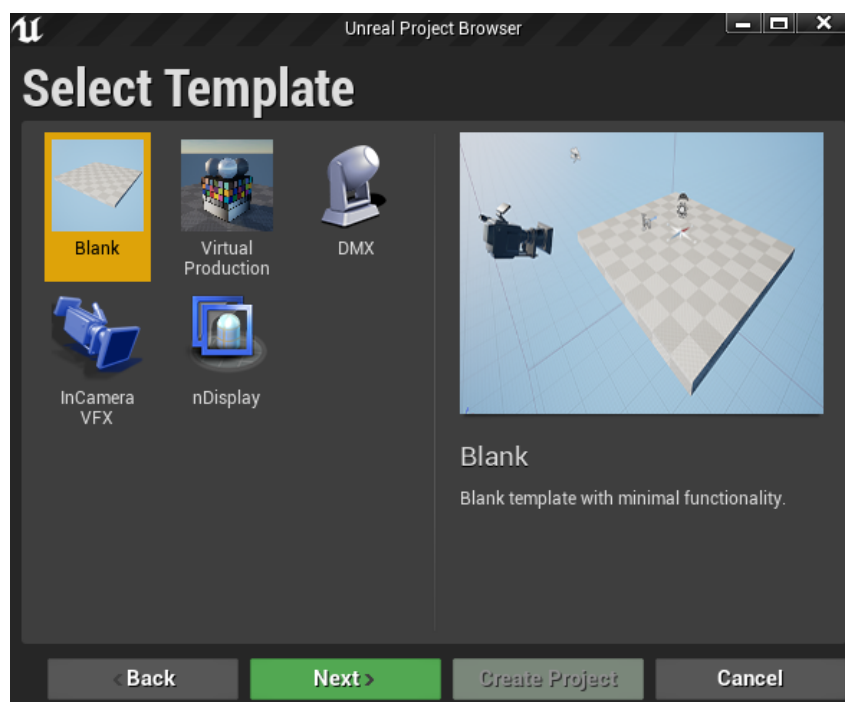 Unreal Project Browser
Select Template
Blank
Virtual
Production
DMX
InCamera
VFX
nDisplay
Blank
Blank template with minimal functionality.
< Back
Next >
Create Project
Cancel